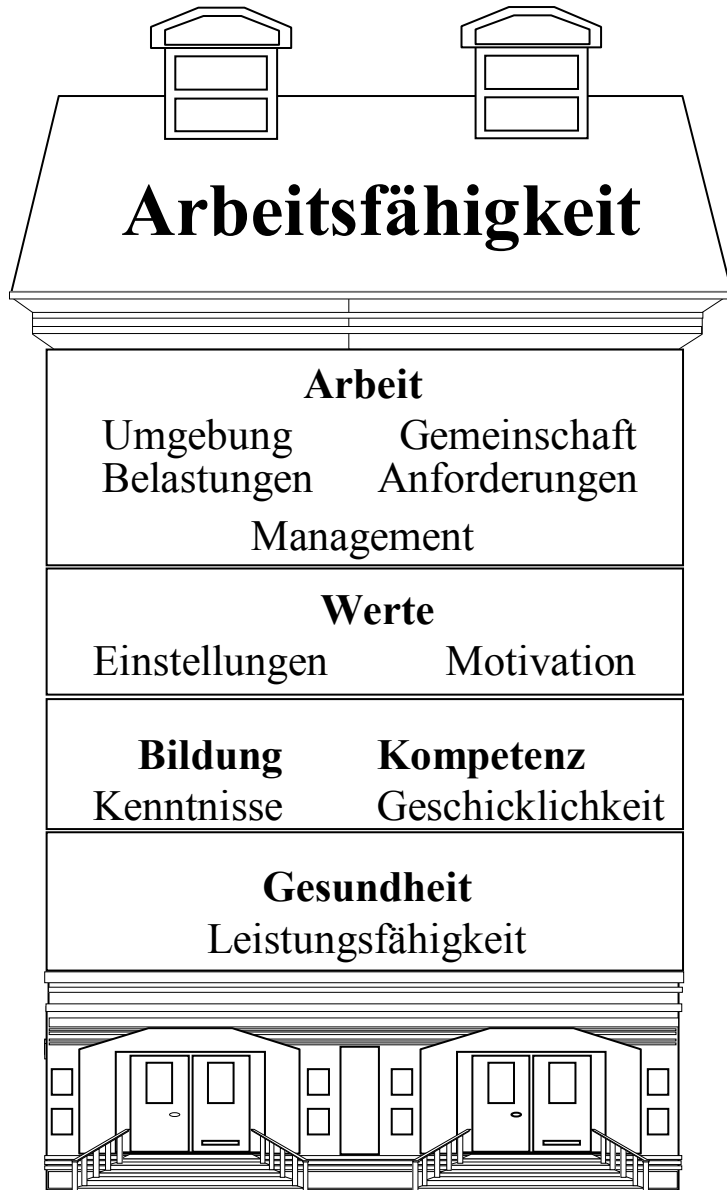 Arbeitsfähigkeit
Arbeit
Umgebung Gemeinschaft
Belastungen Anforderungen
Management
Werte
Einstellungen Motivation
Bildung Kompetenz
Kenntnisse Geschicklichkeit
Gesundheit
Leistungsfähigkeit